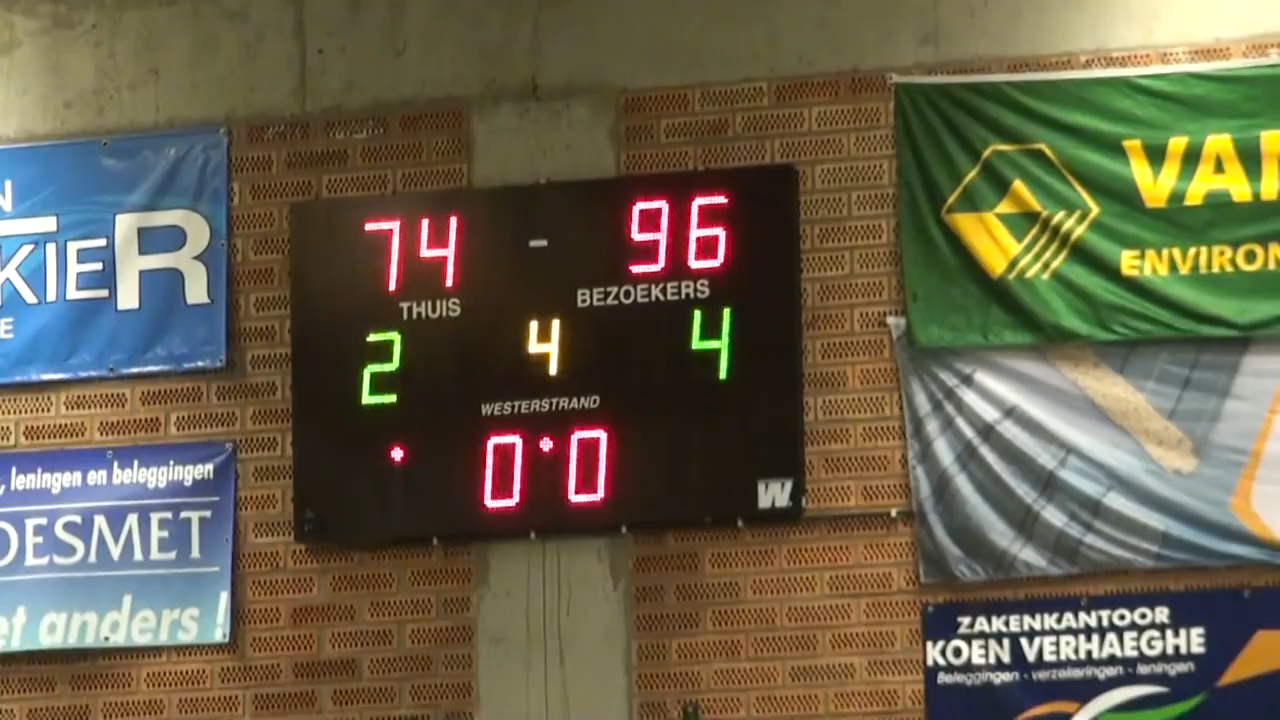 N
KIER
E
, leningen en beleggingen
DESMET
et anders !
74 - 96
THUIS BEZOEKERS
2 4 4
WESTERSTRAND
0:0
W
VAN
ENVIRON
ZAKENKANTOOR
KOEN VERHAEGHE
Beleggingen - verzekeringen - leningen